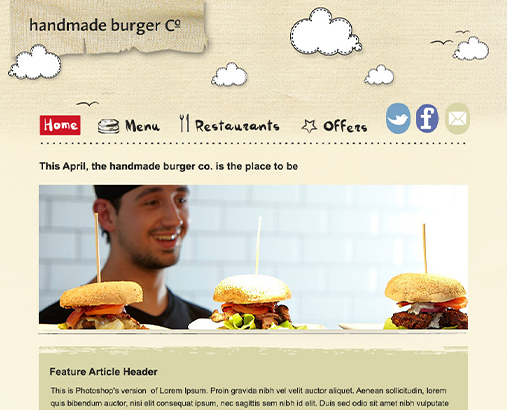 handmade burger Cº
Home Menu Restaurants Offers
This April, the handmade burger co. is the place to be
Feature Article Header
This is Photoshop's version of Lorem Ipsum. Proin gravida nibh vel velit auctor aliquet. Aenean sollicitudin, lorem
quis bibendum auctor, nisi elit consequat ipsum, nec sagittis sem nibh id elit. Duis sed odio sit amet nibh vulputate